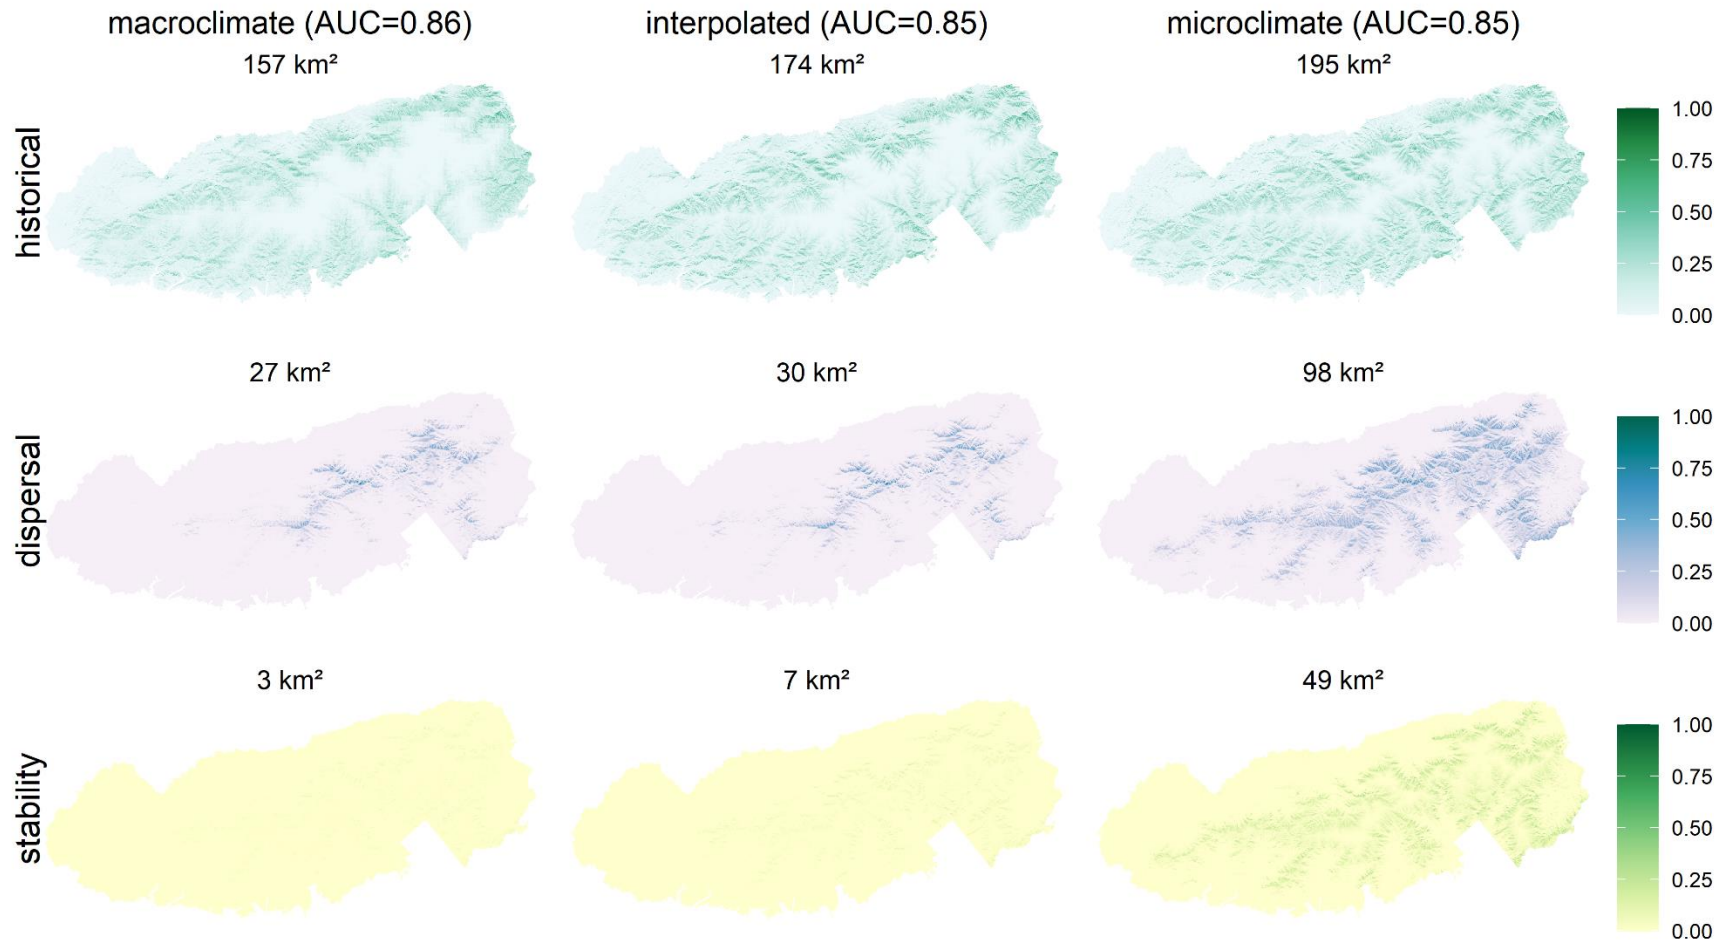 macroclimate (AUC=0.86)
interpolated (AUC=0.85)
microclimate (AUC=0.85)
157 km²
174 km²
195 km²
historical
1.00
0.75
0.50
0.25
0.00
27 km²
30 km²
98 km²
dispersal
1.00
0.75
0.50
0.25
0.00
3 km²
7 km²
49 km²
stability
1.00
0.75
0.50
0.25
0.00